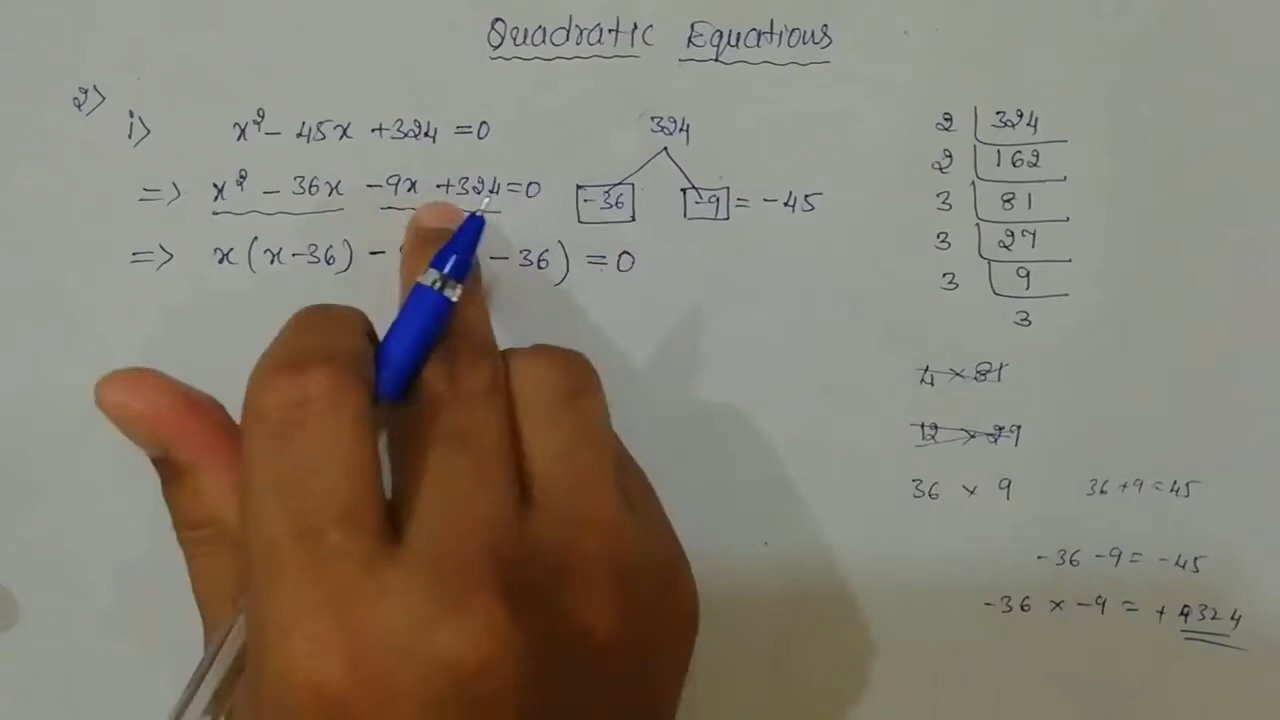 Quadratic Equations
2)
i) x² - 45x + 324 = 0
=> x² - 36x - 9x + 324 = 0
=> x(x-36) - - 36) = 0
324
-36 -9 = -45
2 324
2 162
3 81
3 27
3 9
3
4 × 81
12 × 27
36 × 9 36 + 9 = 45
-36 -9 = -45
-36 × -9 = + 324